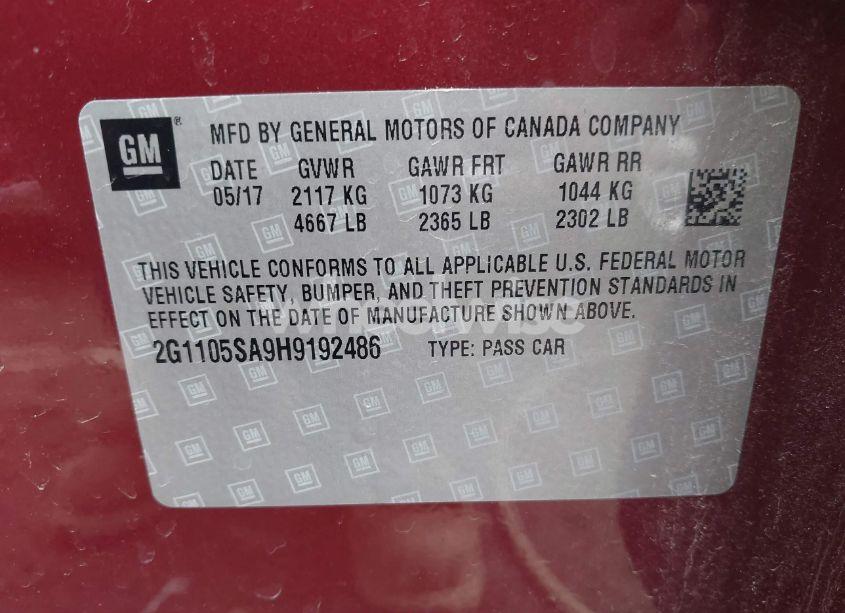 GM ® MFD BY GENERAL MOTORS OF CANADA COMPANY
DATE GVWR GAWR FRT GAWR RR
05/17 2117 KG 1073 KG 1044 KG
4667 LB 2365 LB 2302 LB
THIS VEHICLE CONFORMS TO ALL APPLICABLE U.S. FEDERAL MOTOR
VEHICLE SAFETY, BUMPER, AND THEFT PREVENTION STANDARDS IN
EFFECT ON THE DATE OF MANUFACTURE SHOWN ABOVE.
2G1105SA9H9192486 TYPE: PASS CAR